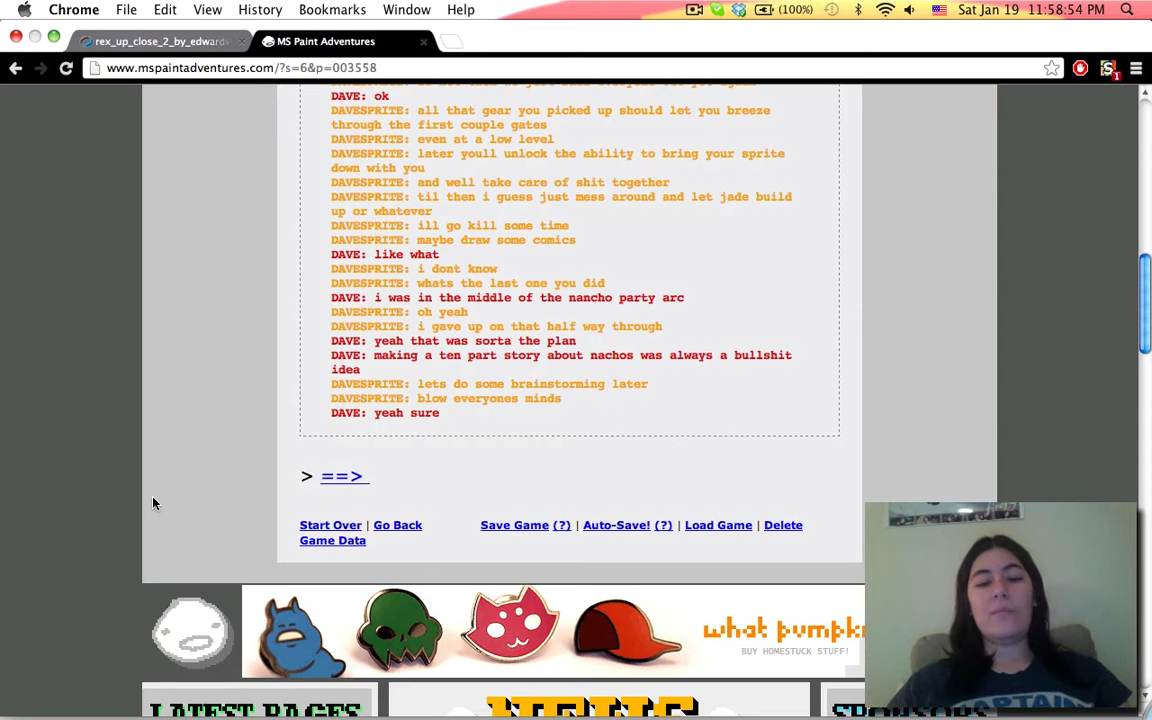 Chrome File Edit View History Bookmarks Window Help (100%) Sat Jan 19 11:58:54 PM
rex_up_close_2_by_edwardv MS Paint Adventures
www.mspaintadventures.com/?s=6&p=003558
DAVE: ok
DAVESPRITE: all that gear you picked up should let you breeze
through the first couple gates
DAVESPRITE: even at a low level
DAVESPRITE: later youll unlock the ability to bring your sprite
down with you
DAVESPRITE: and well take care of shit together
DAVESPRITE: til then i guess just mess around and let jade build
up or whatever
DAVESPRITE: ill go kill some time
DAVESPRITE: maybe draw some comics
DAVE: like what
DAVESPRITE: i dont know
DAVESPRITE: whats the last one you did
DAVE: i was in the middle of the nancho party arc
DAVESPRITE: oh yeah
DAVESPRITE: i gave up on that half way through
DAVE: yeah that was sorta the plan
DAVE: making a ten part story about nachos was always a bullshit
idea
DAVESPRITE: lets do some brainstorming later
DAVESPRITE: blow everyones minds
DAVE: yeah sure
> ==>
Start Over | Go Back Save Game (?) | Auto-Save! (?) | Load Game | Delete
Game Data
what pumpk
BUY HOMESTUCK STUFF!
LATEST PAGES NEWS SPONSORS
CAPTAIN